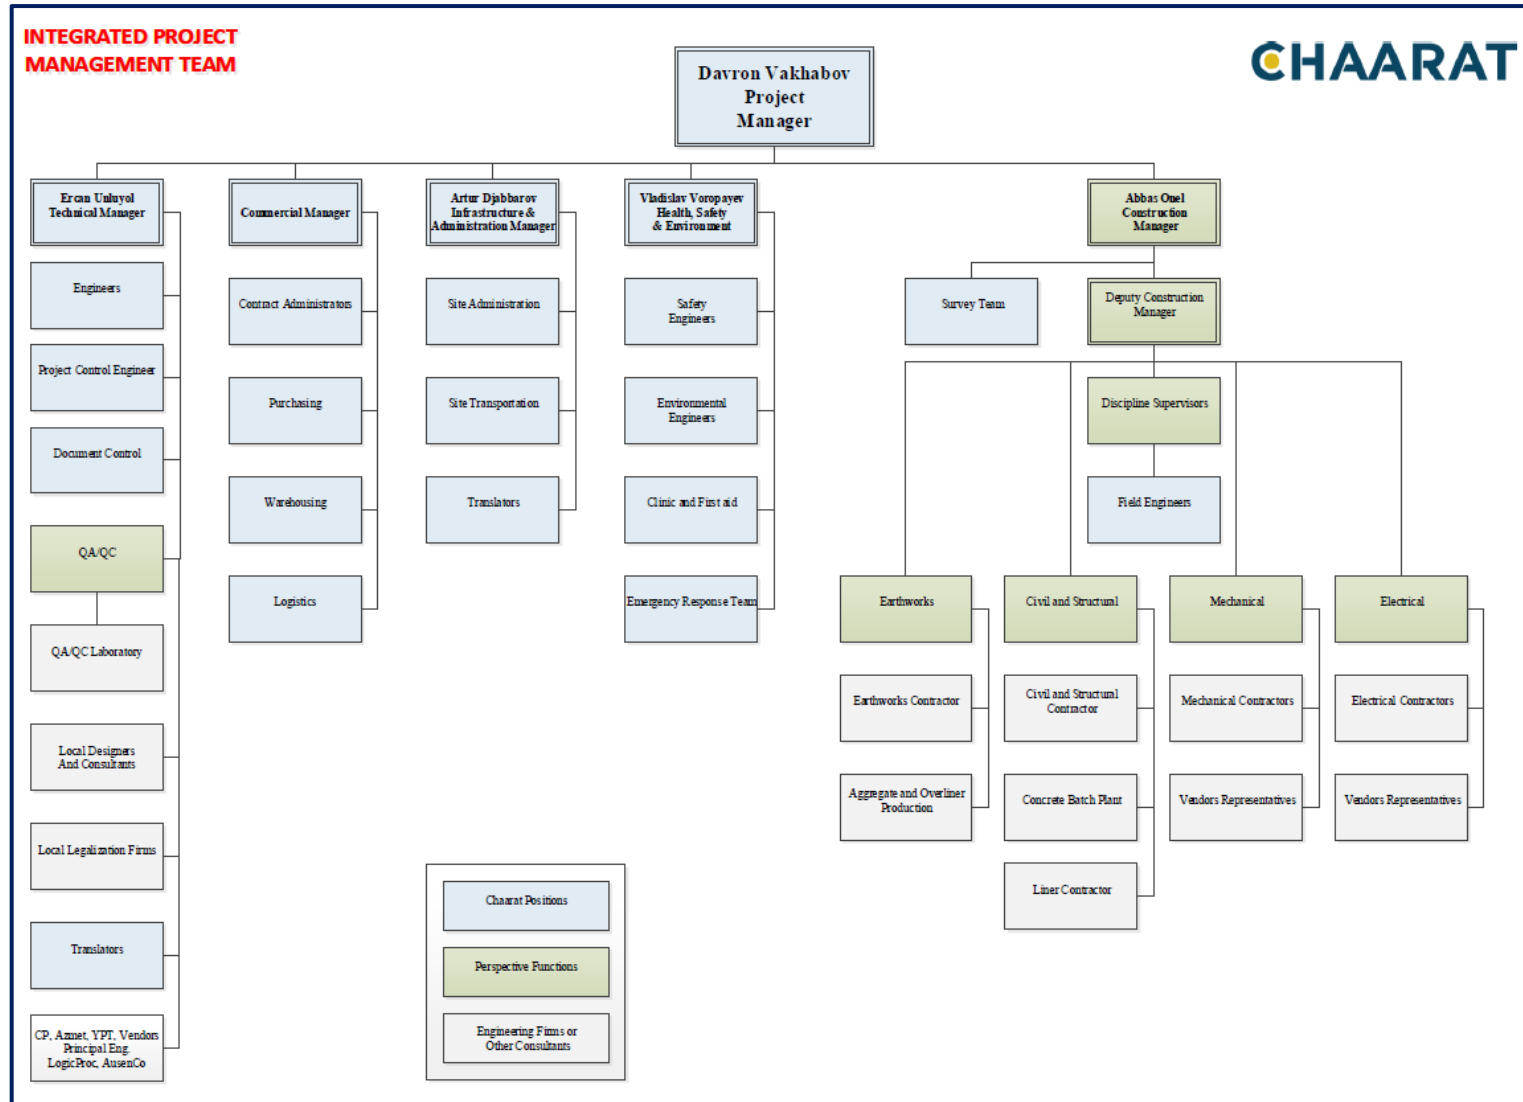 INTEGRATED PROJECT
MANAGEMENT TEAM
CHAARAT
Davron Vakhabov
Project
Manager
Ercan Unluyol
Technical Manager
Commercial Manager
Artur Djabbarov
Infrastructure &
Administration Manager
Vladislav Voropayev
Health, Safety
& Environment
Abbas Onel
Construction
Manager
Engineers
Contract Administrators
Site Administration
Safety
Engineers
Survey Team
Deputy Construction
Manager
Project Control Engineer
Purchasing
Site Transportation
Environmental
Engineers
Discipline Supervisors
Document Control
Warehousing
Translators
Clinic and First aid
Field Engineers
QA/QC
Logistics
Emergency Response Team
Earthworks
Civil and Structural
Mechanical
Electrical
QA/QC Laboratory
Earthworks Contractor
Civil and Structural
Contractor
Mechanical Contractors
Electrical Contractors
Local Designers
And Consultants
Aggregate and Overliner
Production
Concrete Batch Plant
Vendors Representatives
Vendors Representatives
Local Legalization Firms
Liner Contractor
Translators
CP, Azmet, YPT, Vendors
Principal Eng.
LogicProc, AusenCo
Chaarat Positions
Perspective Functions
Engineering Firms or
Other Consultants